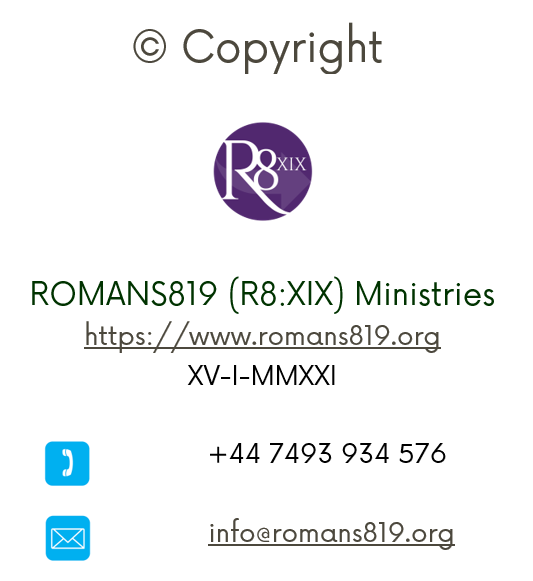 © Copyright
R8XIX
ROMANS819 (R8:XIX) Ministries
https://www.romans819.org
XV-I-MMXXI
+44 7493 934 576
info@romans819.org